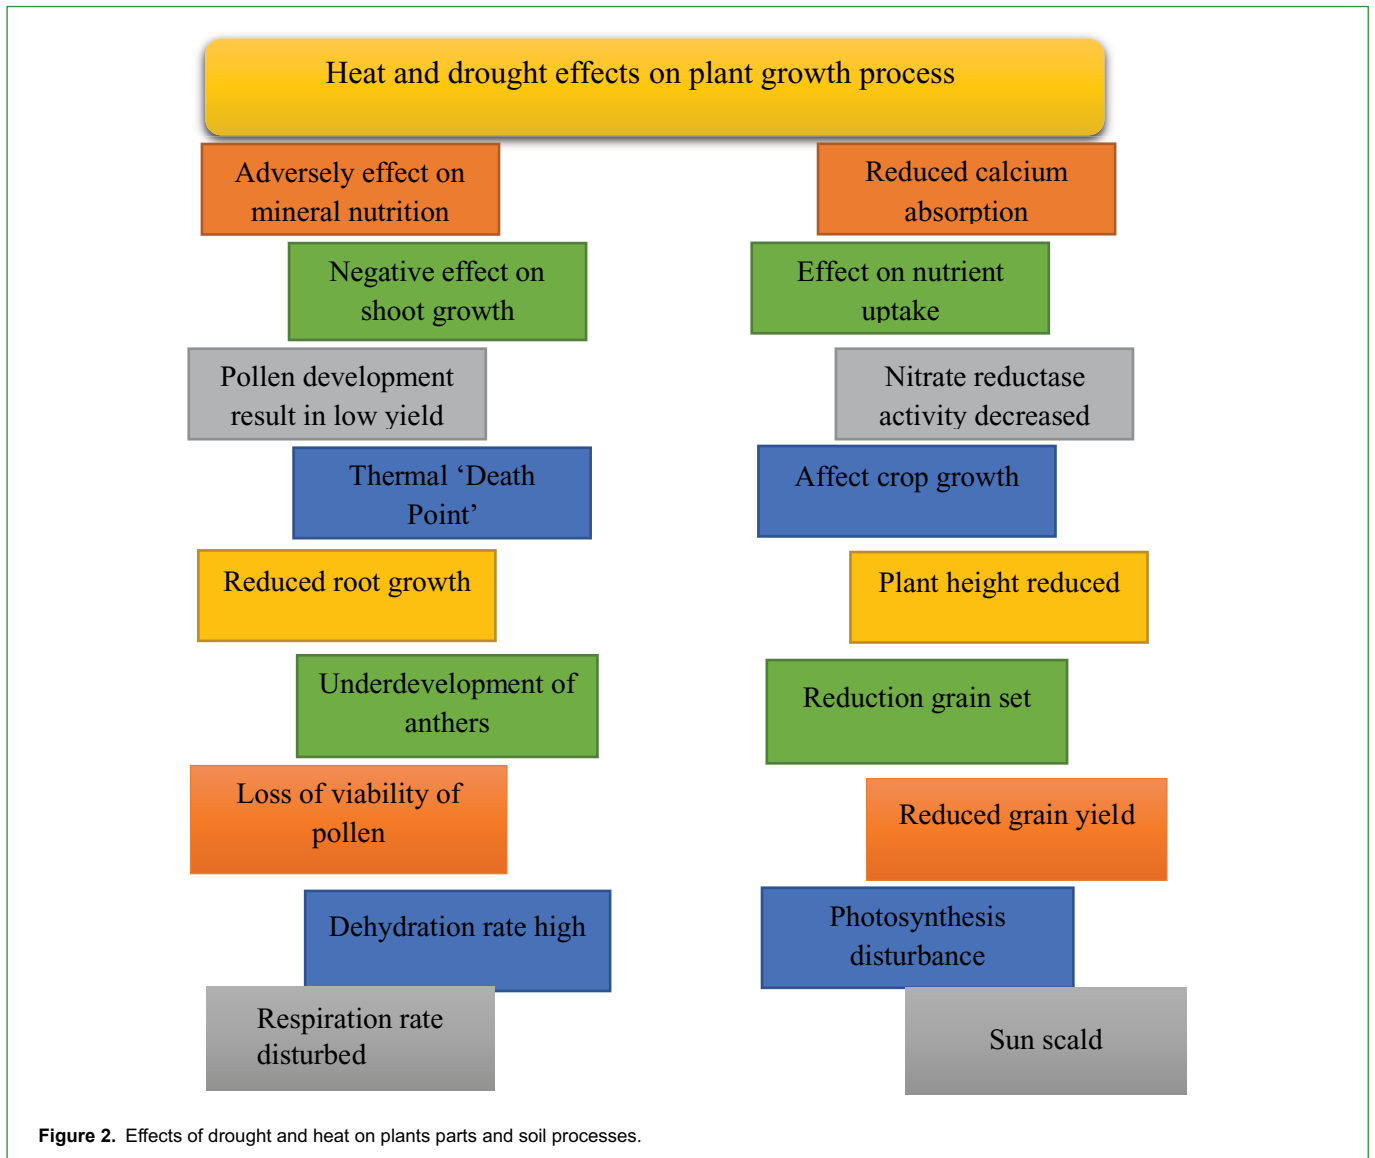 Heat and drought effects on plant growth process
Adversely effect on
mineral nutrition
Reduced calcium
absorption
Negative effect on
shoot growth
Effect on nutrient
uptake
Pollen development
result in low yield
Nitrate reductase
activity decreased
Thermal ‘Death
Point’
Affect crop growth
Reduced root growth
Plant height reduced
Underdevelopment of
anthers
Reduction grain set
Loss of viability of
pollen
Reduced grain yield
Dehydration rate high
Photosynthesis
disturbance
Respiration rate
disturbed
Sun scald
Figure 2. Effects of drought and heat on plants parts and soil processes.